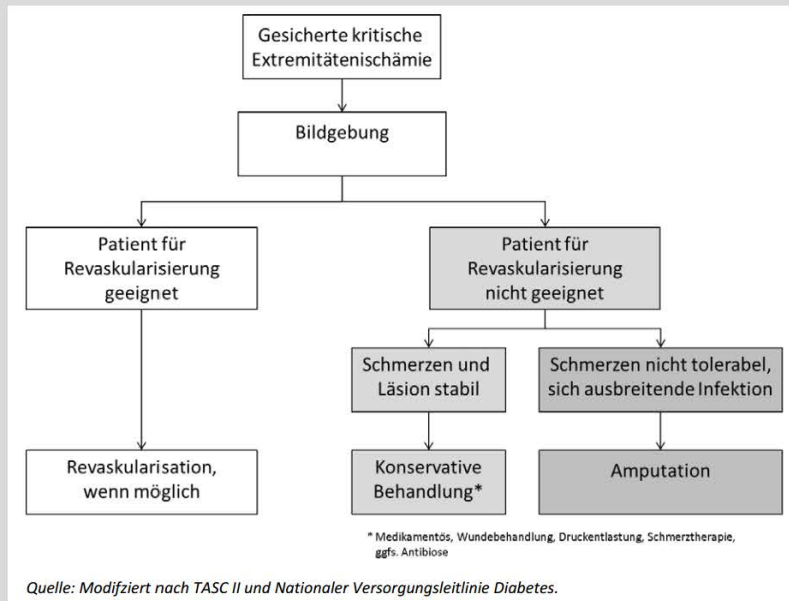 Gesicherte kritische
Extremitätenischämie
Bildgebung
Patient für
Revaskularisierung
geeignet
Patient für
Revaskularisierung
nicht geeignet
Schmerzen und
Läsion stabil
Schmerzen nicht tolerabel,
sich ausbreitende Infektion
Revaskularisation,
wenn möglich
Konservative
Behandlung*
Amputation
* Medikamentös, Wundebehandlung, Druckentlastung, Schmerztherapie,
ggfs. Antibiose
Quelle: Modifziert nach TASC II und Nationaler Versorgungsleitlinie Diabetes.